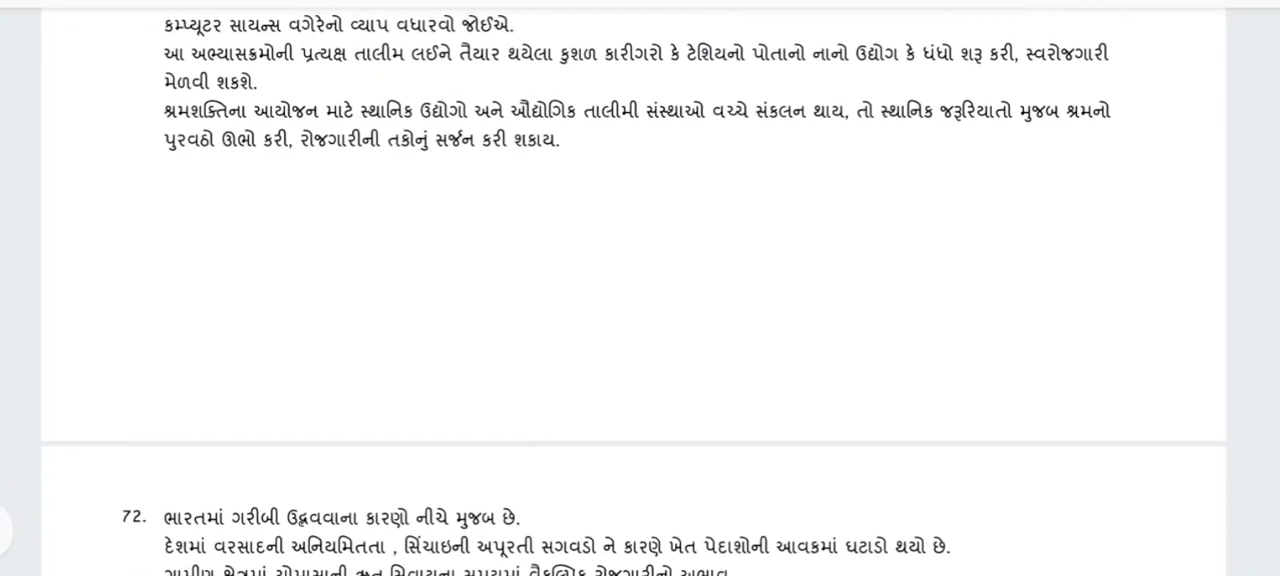 કમ્પ્યૂટર સાયન્સ વગેરેનો વ્યાપ વધારવો જોઈએ.
આ અભ્યાસક્રમોની પ્રત્યક્ષ તાલીમ લઈને તૈયાર થયેલા કુશળ કારીગરો કે ટેક્નિશિયનો પોતાનો નાનો ઉદ્યોગ કે ધંધો શરૂ કરી, સ્વરોજગારી
મેળવી શકશે.
શ્રમશક્તિના આયોજન માટે સ્થાનિક ઉદ્યોગો અને ઔદ્યોગિક તાલીમી સંસ્થાઓ વચ્ચે સંકલન થાય, તો સ્થાનિક જરૂરિયાતો મુજબ શ્રમનો
પુરવઠો ઊભો કરી, રોજગારીની તકોનું સર્જન કરી શકાય.
72. ભારતમાં ગરીબી ઉદ્ભવવાના કારણો નીચે મુજબ છે.
દેશમાં વરસાદની અનિયમિતતા , સિંચાઇની અપૂરતી સગવડો ને કારણે ખેત પેદાશોની આવકમાં ઘટાડો થયો છે.